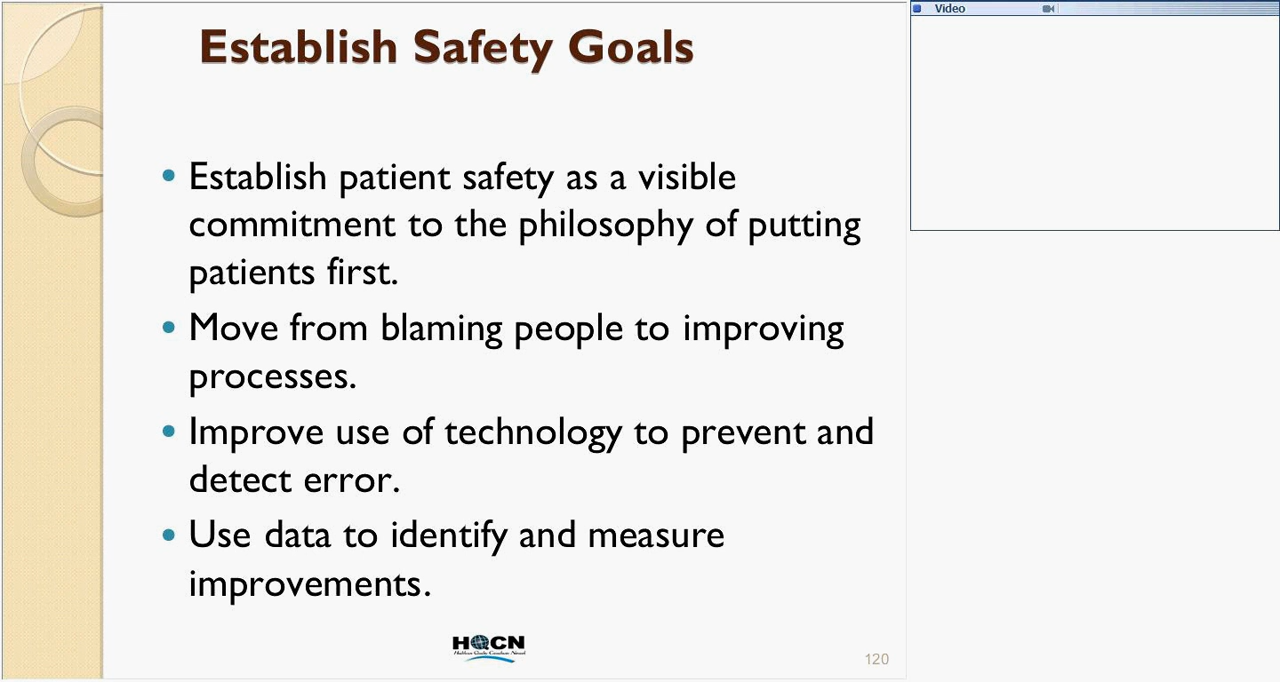 Establish Safety Goals
Video
• Establish patient safety as a visible
commitment to the philosophy of putting
patients first.
• Move from blaming people to improving
processes.
• Improve use of technology to prevent and
detect error.
• Use data to identify and measure
improvements.
HQCN
120